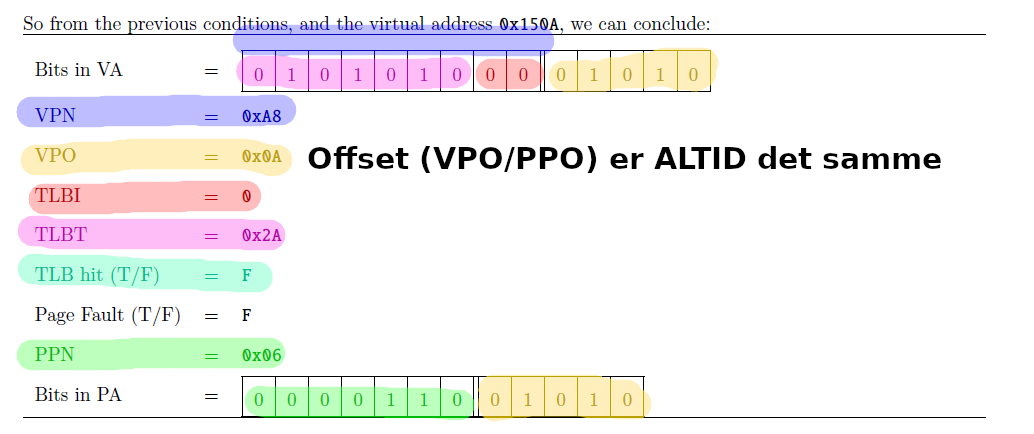 So from the previous conditions, and the virtual address 0x150A, we can conclude:
Bits in VA = 0 1 0 1 0 1 0 0 0 0 1 0 1 0
VPN = 0xA8
VPO = 0x0A Offset (VPO/PPO) er ALTID det samme
TLBI = 0
TLBT = 0x2A
TLB hit (T/F) = F
Page Fault (T/F) = F
PPN = 0x06
Bits in PA = 0 0 0 0 1 1 0 0 1 0 1 0